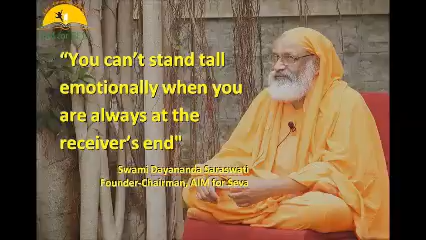 “You can’t stand tall
emotionally when you
are always at the
receiver’s end"
Swami Dayananda Saraswati
Founder-Chairman, AIM for Seva